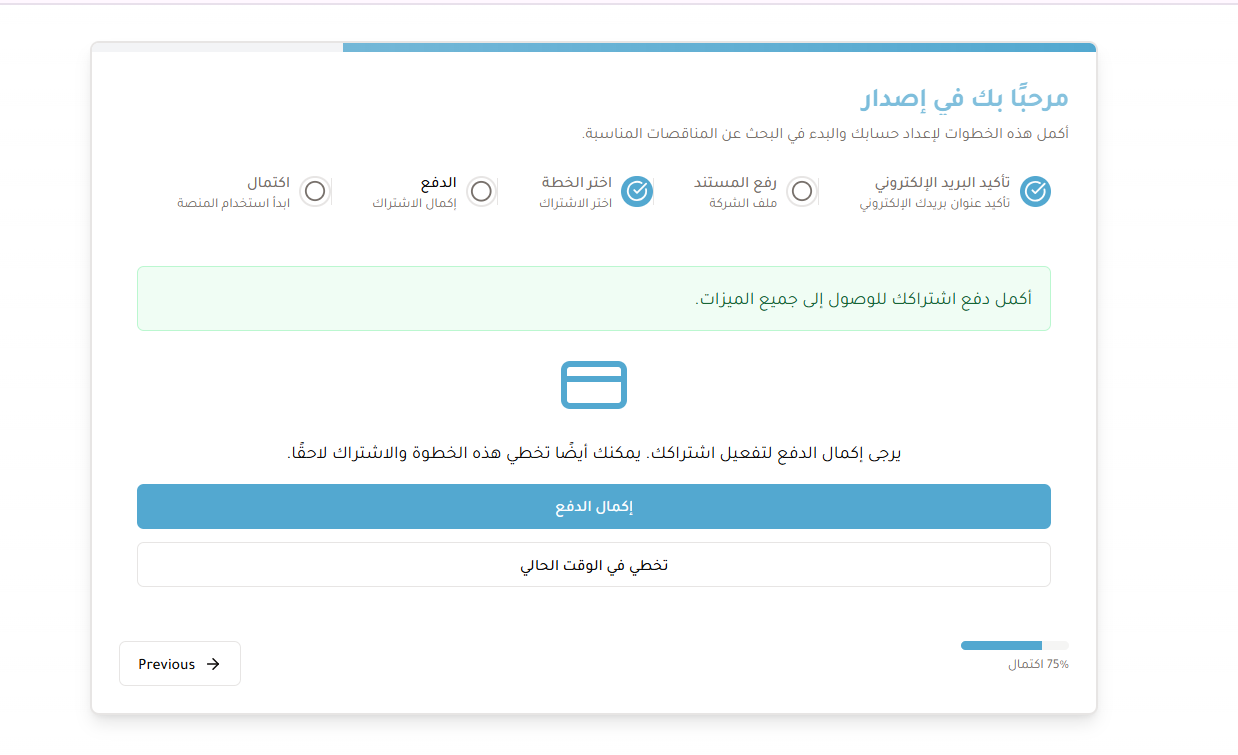 مرحبًا بك في إصدار
أكمل هذه الخطوات لإعداد حسابك والبدء في البحث عن المناقصات المناسبة.
تأكيد البريد الإلكتروني
تأكيد عنوان بريدك الإلكتروني
رفع المستند
ملف الشركة
اختر الخطة
اختر الاشتراك
الدفع
إكمال الاشتراك
اكتمال
ابدأ استخدام المنصة
أكمل دفع اشتراكك للوصول إلى جميع الميزات.
يرجى إكمال الدفع لتفعيل اشتراكك. يمكنك أيضًا تخطي هذه الخطوة والاشتراك لاحقًا.
إكمال الدفع
تخطي في الوقت الحالي
75% اكتمال
Previous